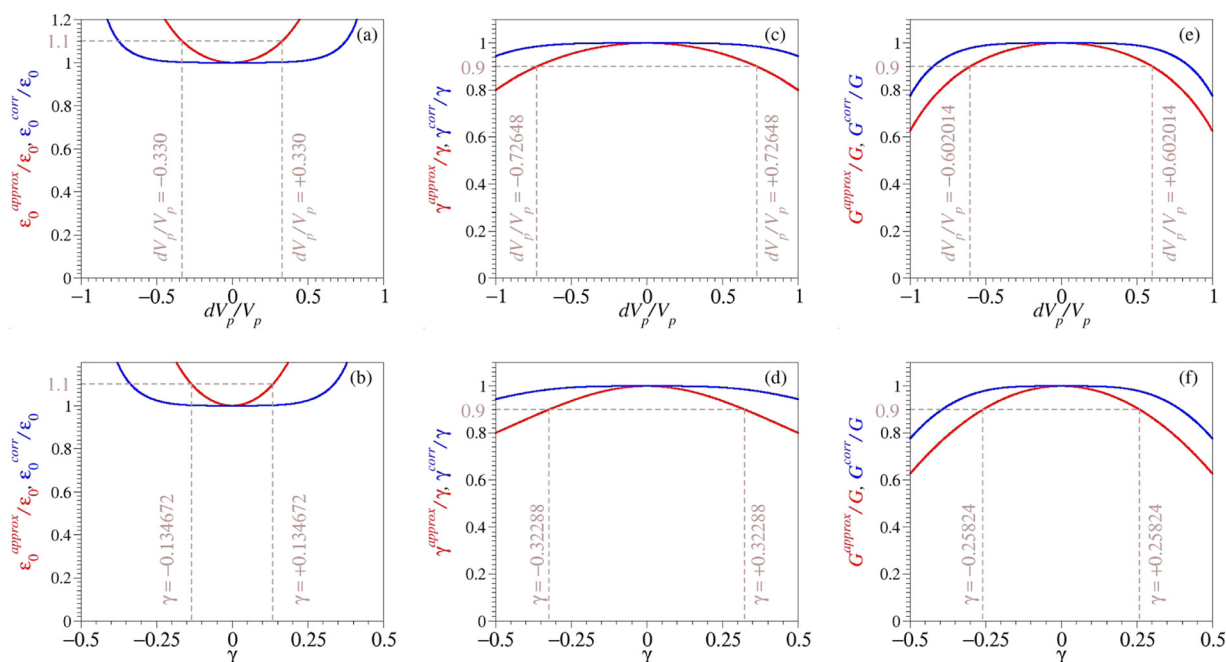 1.2
1.1
1
0.8
0.6
0.4
0.2
0
−1
−0.5
0
0.5
1
(a)
ε₀ᵃᵖᵖʳᵒˣ/ε₀, ε₀ᶜᵒʳʳ/ε₀
dVₚ/Vₚ = −0.330
dVₚ/Vₚ = +0.330
dVₚ/Vₚ
1
0.9
0.8
0.6
0.4
0.2
0
−1
−0.5
0
0.5
1
(c)
γᵃᵖᵖʳᵒˣ/γ, γᶜᵒʳʳ/γ
dVₚ/Vₚ = −0.72648
dVₚ/Vₚ = +0.72648
dVₚ/Vₚ
1
0.9
0.8
0.6
0.4
0.2
0
−1
−0.5
0
0.5
1
(e)
Gᵃᵖᵖʳᵒˣ/G, Gᶜᵒʳʳ/G
dVₚ/Vₚ = −0.602014
dVₚ/Vₚ = +0.602014
dVₚ/Vₚ
1.1
1
0.8
0.6
0.4
0.2
0
−0.5
−0.25
0
0.25
0.5
(b)
ε₀ᵃᵖᵖʳᵒˣ/ε₀, ε₀ᶜᵒʳʳ/ε₀
γ = −0.134672
γ = +0.134672
γ
1
0.9
0.8
0.6
0.4
0.2
0
−0.5
−0.25
0
0.25
0.5
(d)
γᵃᵖᵖʳᵒˣ/γ, γᶜᵒʳʳ/γ
γ = −0.32288
γ = +0.32288
γ
1
0.9
0.8
0.6
0.4
0.2
0
−0.5
−0.25
0
0.25
0.5
(f)
Gᵃᵖᵖʳᵒˣ/G, Gᶜᵒʳʳ/G
γ = −0.25824
γ = +0.25824
γ